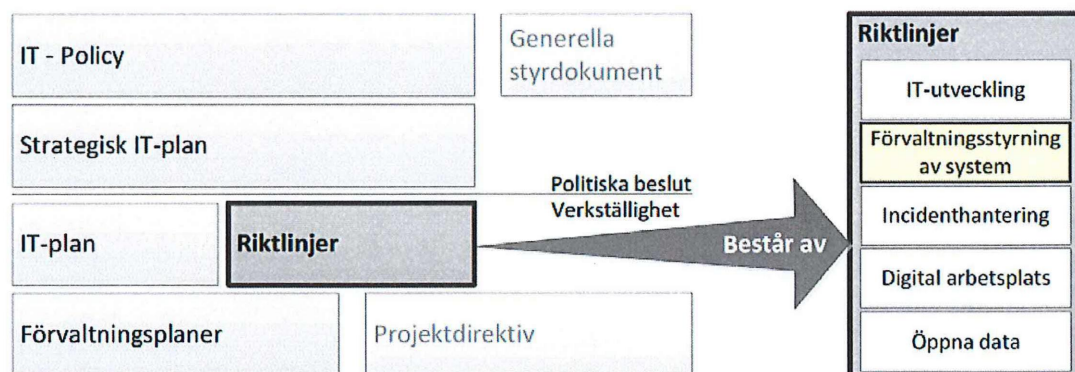 IT - Policy
Generella
styrdokument
Strategisk IT-plan
Politiska beslut
Verkställighet
IT-plan
Riktlinjer
Består av
Förvaltningsplaner
Projektdirektiv
Riktlinjer
IT-utveckling
Förvaltningsstyrning
av system
Incidenthantering
Digital arbetsplats
Öppna data